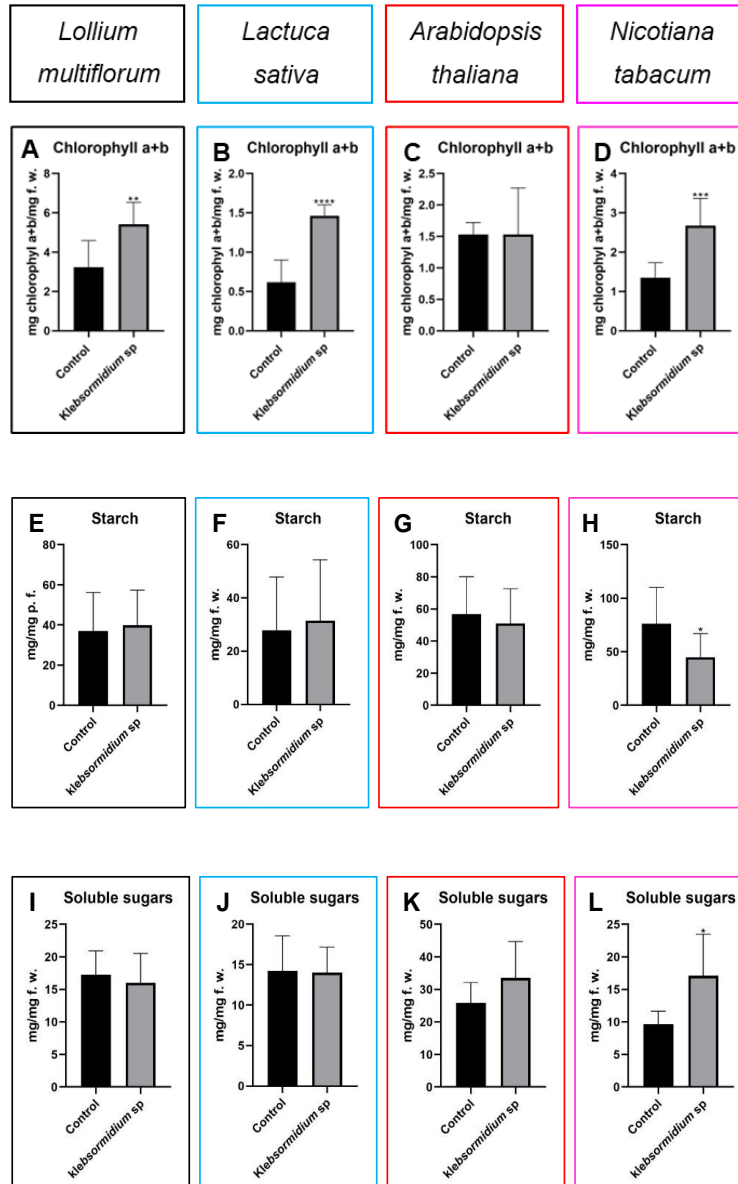 Lollium
multiflorum
Lactuca
sativa
Arabidopsis
thaliana
Nicotiana
tabacum
A Chlorophyll a+b
mg chlorophyl a+b/mg f. w.
8
6
4
2
0
**
Control
Klebsormidium sp
B Chlorophyll a+b
mg chlorophyl a+b/mg f. w.
2.0
1.5
1.0
0.5
0.0
****
Control
Klebsormidium sp
C Chlorophyll a+b
mg chlorophyl a+b/mg f. w.
2.5
2.0
1.5
1.0
0.5
0.0
Control
Klebsormidium sp
D Chlorophyll a+b
mg chlorophyl a+b/mg f. w.
4
3
2
1
0
***
Control
Klebsormidium sp
E Starch
mg/mg p. f.
80
60
40
20
0
Control
klebsormidium sp
F Starch
mg/mg f. w.
60
40
20
0
Control
Klebsormidium sp
G Starch
mg/mg f. w.
100
80
60
40
20
0
Control
klebsormidium sp
H Starch
mg/mg f. w.
150
100
50
0
*
Control
klebsormidium sp
I Soluble sugars
mg/mg f. w.
25
20
15
10
5
0
Control
klebsormidium sp
J Soluble sugars
mg/mg f. w.
20
15
10
5
0
Control
Klebsormidium sp
K Soluble sugars
mg/mg f. w.
50
40
30
20
10
0
Control
klebsormidium sp
L Soluble sugars
mg/mg f. w.
25
20
15
10
5
0
*
Control
klebsormidium sp